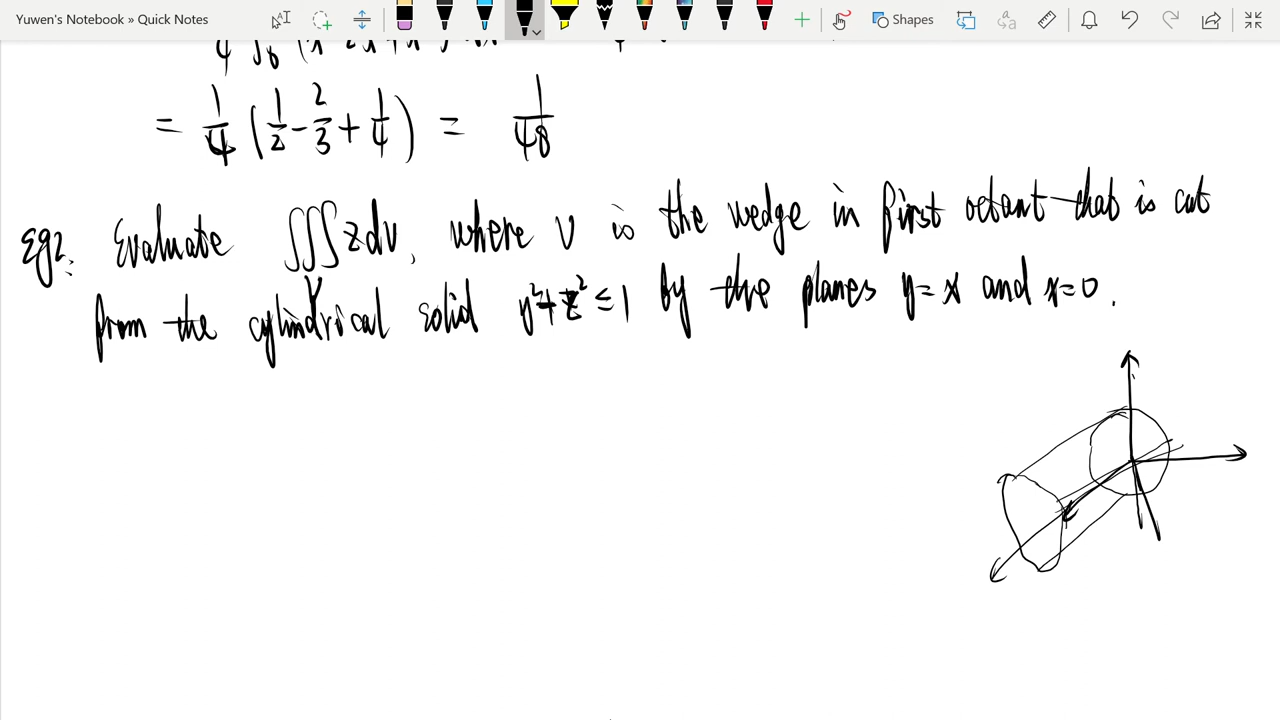 Yuwen's Notebook » Quick Notes
Shapes
= 1/4 (1/2 - 2/3 + 1/4) = 1/48
Eg2: Evaluate ∭_V z dv, where V is the wedge in first octant that is cut
from the cylindrical solid y²+z² ≤ 1 by the planes y=x and x=0.